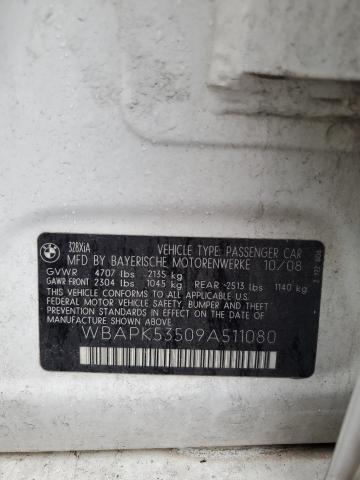 BMW
328XiA
VEHICLE TYPE: PASSENGER CAR
MFD BY BAYERISCHE MOTORENWERKE 10/08
GVWR 4707 lbs 2135 kg
GAWR FRONT 2304 lbs 1045 kg REAR -2513 lbs 1140 kg
THIS VEHICLE CONFORMS TO ALL APPLICABLE
FEDERAL MOTOR VEHICLE SAFETY, BUMPER AND THEFT
PREVENTION STANDARDS IN EFFECT ON THE DATE OF
MANUFACTURE SHOWN ABOVE.
WBAPK53509A511080